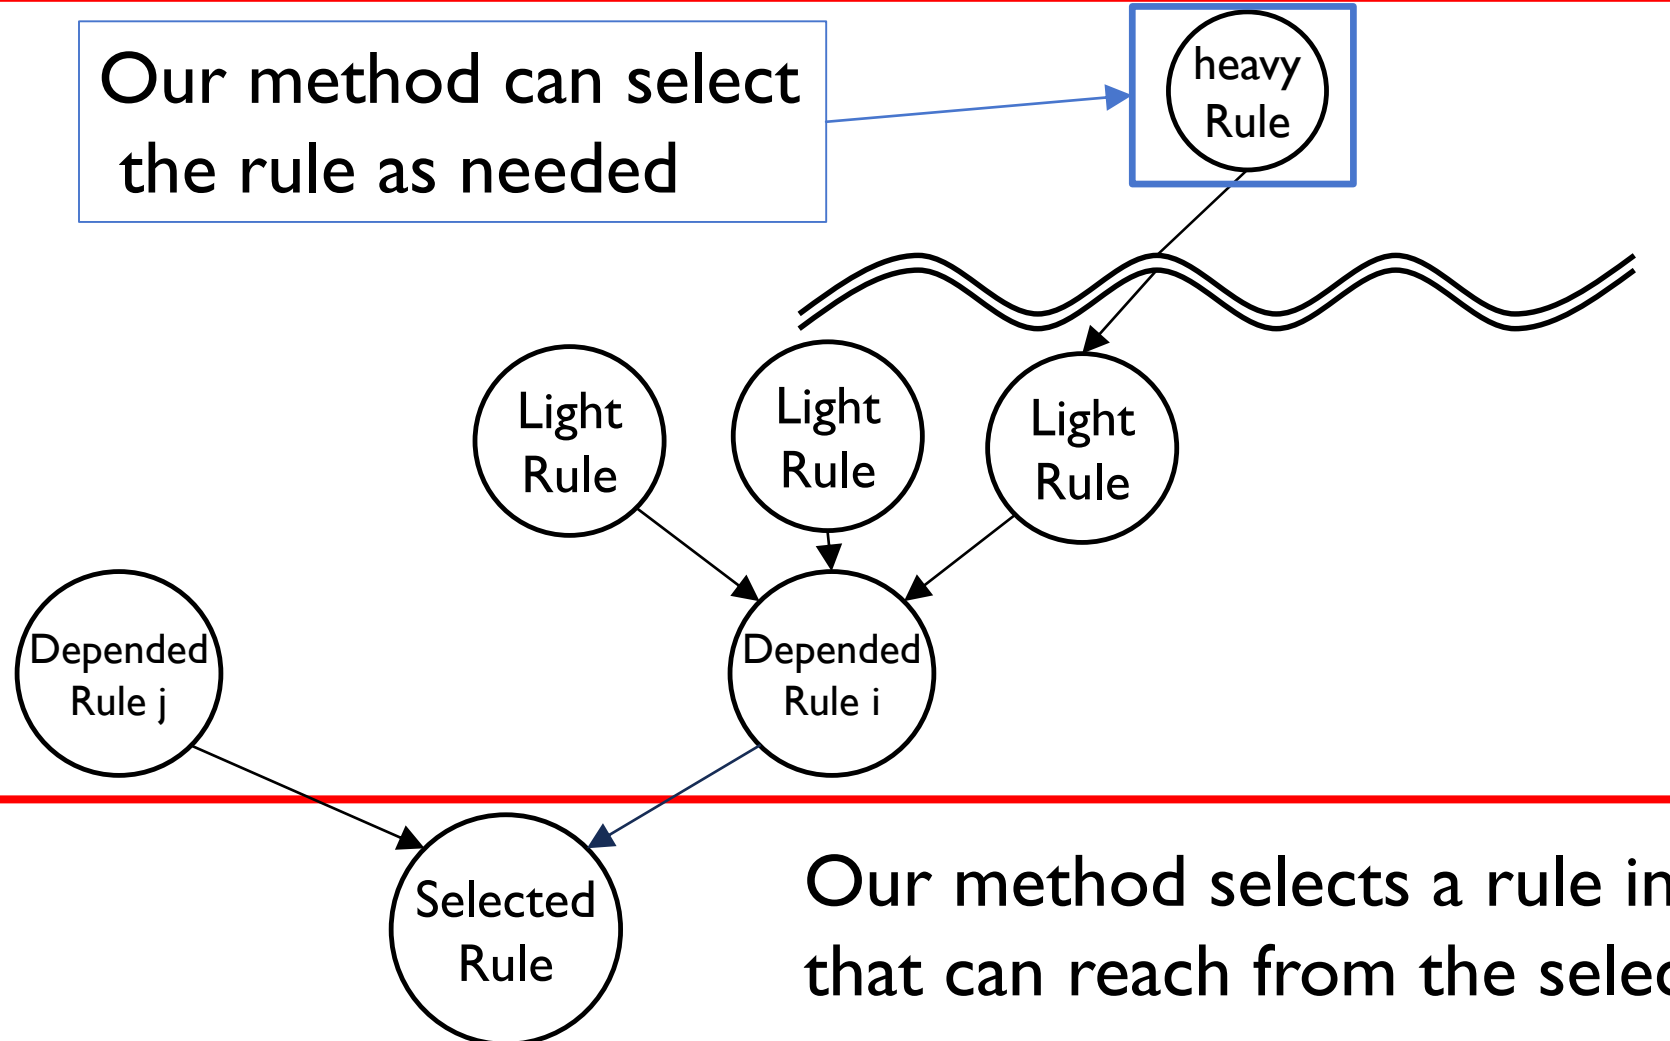 Our method can select
the rule as needed
heavy
Rule
Light
Rule
Light
Rule
Light
Rule
Depended
Rule j
Depended
Rule i
Selected
Rule
Our method selects a rule in
that can reach from the selec